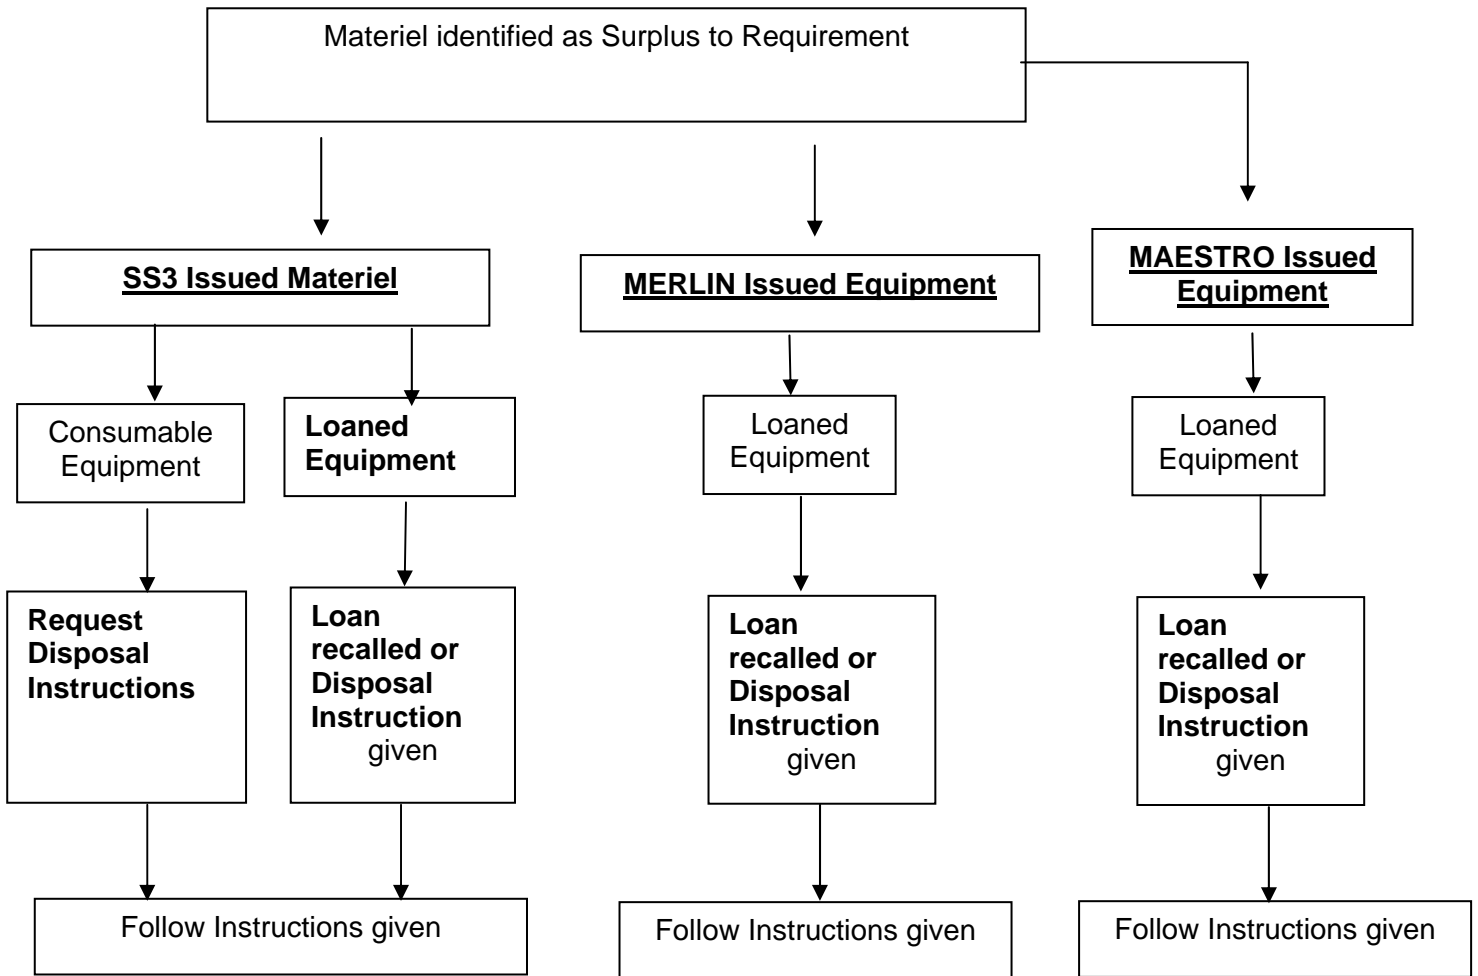 Materiel identified as Surplus to Requirement
SS3 Issued Materiel
MERLIN Issued Equipment
MAESTRO Issued
Equipment
Consumable
Equipment
Loaned
Equipment
Loaned
Equipment
Loaned
Equipment
Request
Disposal
Instructions
Loan
recalled or
Disposal
Instruction
given
Loan
recalled or
Disposal
Instruction
given
Loan
recalled or
Disposal
Instruction
given
Follow Instructions given
Follow Instructions given
Follow Instructions given